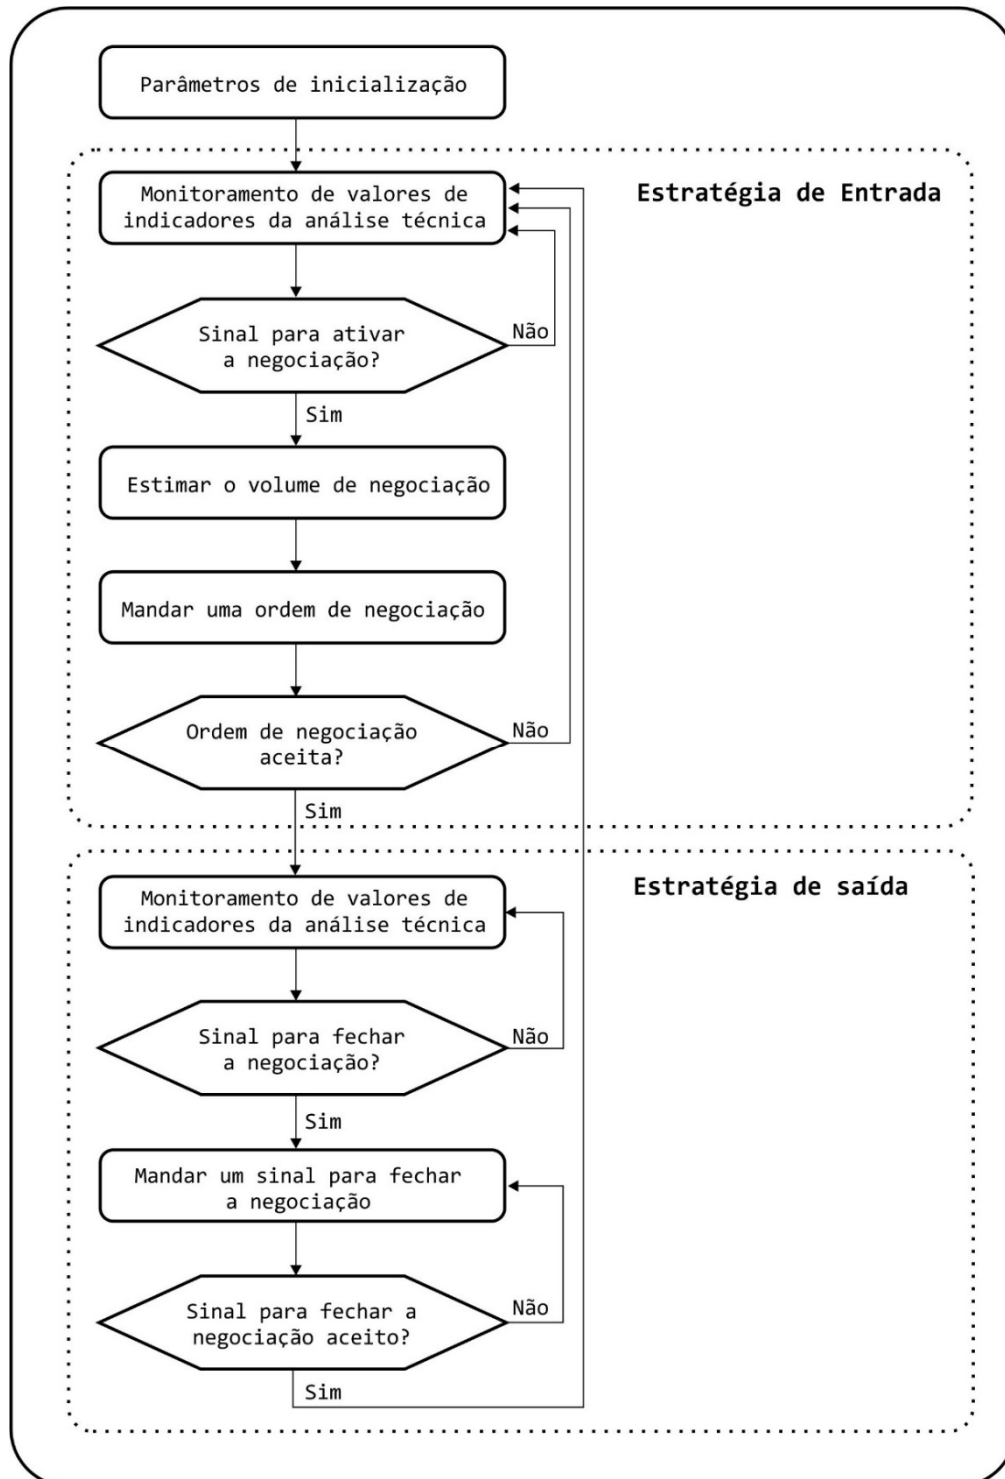 Parâmetros de inicialização
Estratégia de Entrada
Monitoramento de valores de
indicadores da análise técnica
Sinal para ativar
a negociação?
Não
Sim
Estimar o volume de negociação
Mandar uma ordem de negociação
Ordem de negociação
aceita?
Não
Sim
Estratégia de saída
Monitoramento de valores de
indicadores da análise técnica
Sinal para fechar
a negociação?
Não
Sim
Mandar um sinal para fechar
a negociação
Sinal para fechar a
negociação aceito?
Não
Sim